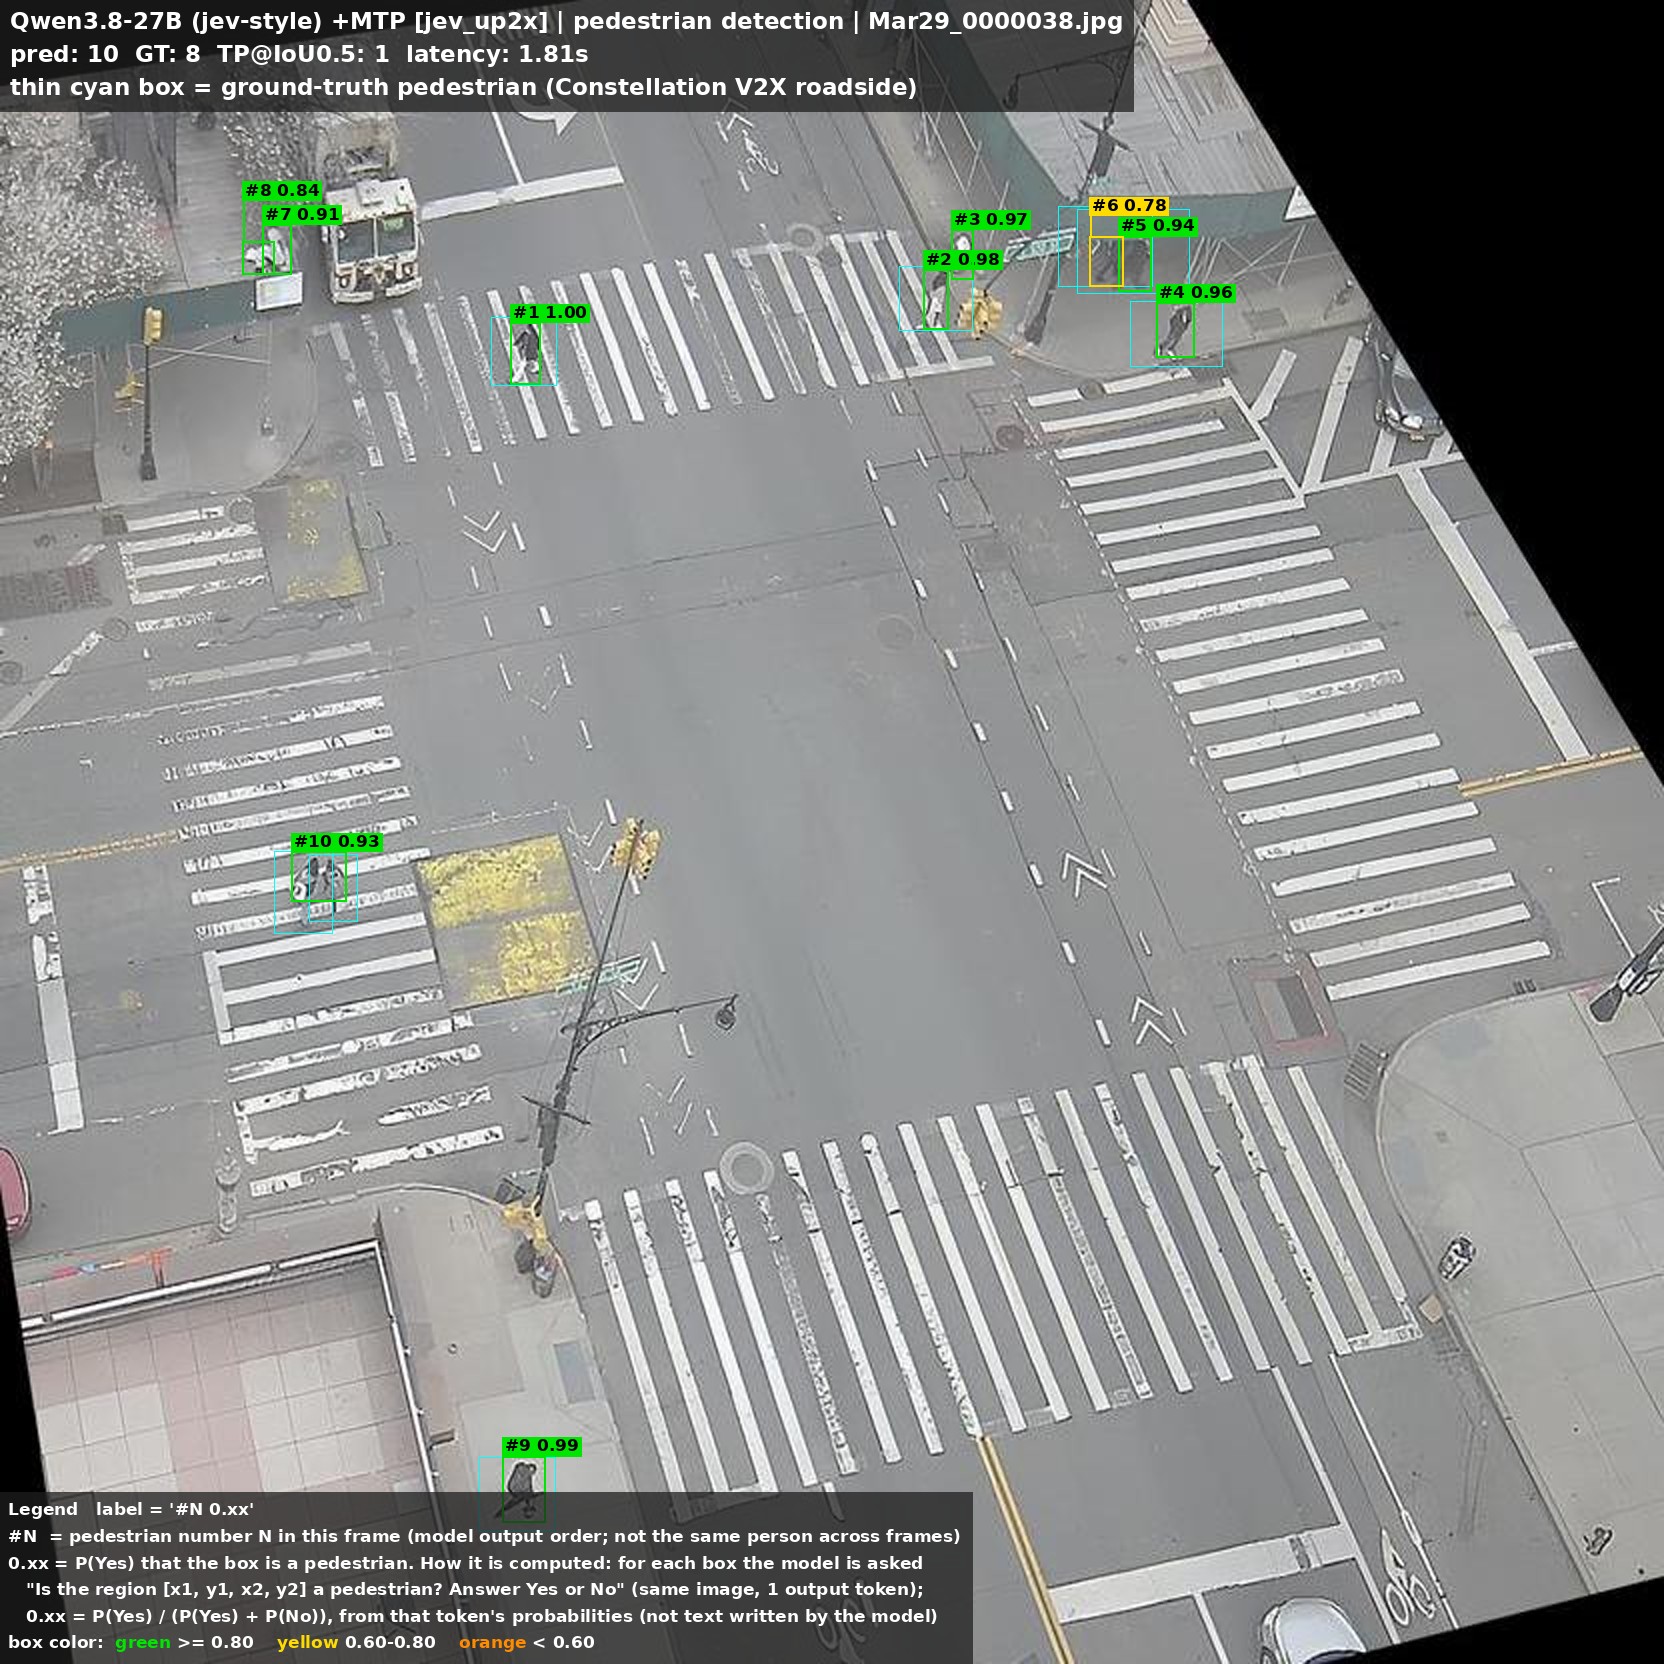 Qwen3.8-27B (jev-style) +MTP [jev_up2x] | pedestrian detection | Mar29_0000038.jpg
pred: 10  GT: 8  TP@IoU0.5: 1  latency: 1.81s
thin cyan box = ground-truth pedestrian (Constellation V2X roadside)
#8 0.84
#7 0.91
#3 0.97
#6 0.78
#5 0.94
#2 0.98
#4 0.96
#1 1.00
#10 0.93
#9 0.99
Legend   label = '#N 0.xx'
#N  = pedestrian number N in this frame (model output order; not the same person across frames)
0.xx = P(Yes) that the box is a pedestrian. How it is computed: for each box the model is asked
"Is the region [x1, y1, x2, y2] a pedestrian? Answer Yes or No" (same image, 1 output token);
0.xx = P(Yes) / (P(Yes) + P(No)), from that token's probabilities (not text written by the model)
box color:  green >= 0.80    yellow 0.60-0.80    orange < 0.60